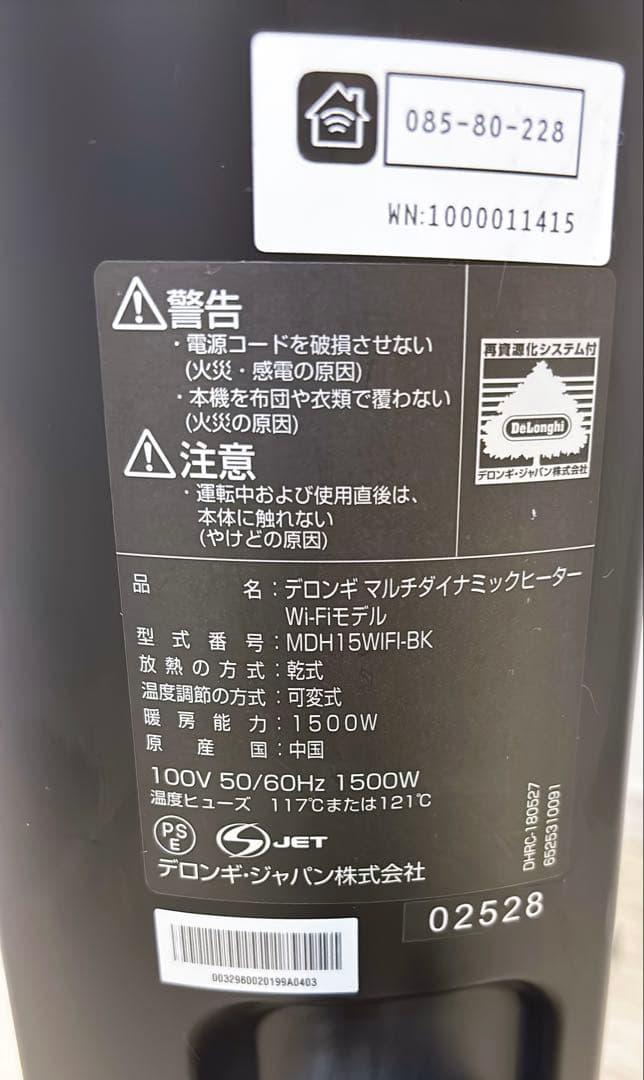 085-80-228
WN:1000011415
警告
・電源コードを破損させない
(火災・感電の原因)
・本機を布団や衣類で覆わない
(火災の原因)
注意
・運転中および使用直後は、
本体に触れない
(やけどの原因)
再資源化システム付
DeLonghi
デロンギ・ジャパン株式会社
品名：デロンギ マルチダイナミックヒーター
Wi-Fiモデル
型式番号：MDH15WIFI-BK
放熱の方式：乾式
温度調節の方式：可変式
暖房能力：1500W
原産国：中国
100V 50/60Hz 1500W
温度ヒューズ 117℃または121℃
PS
E
JET
デロンギ・ジャパン株式会社
DHRC-180527
6525310091
02528
0032960020199A0403